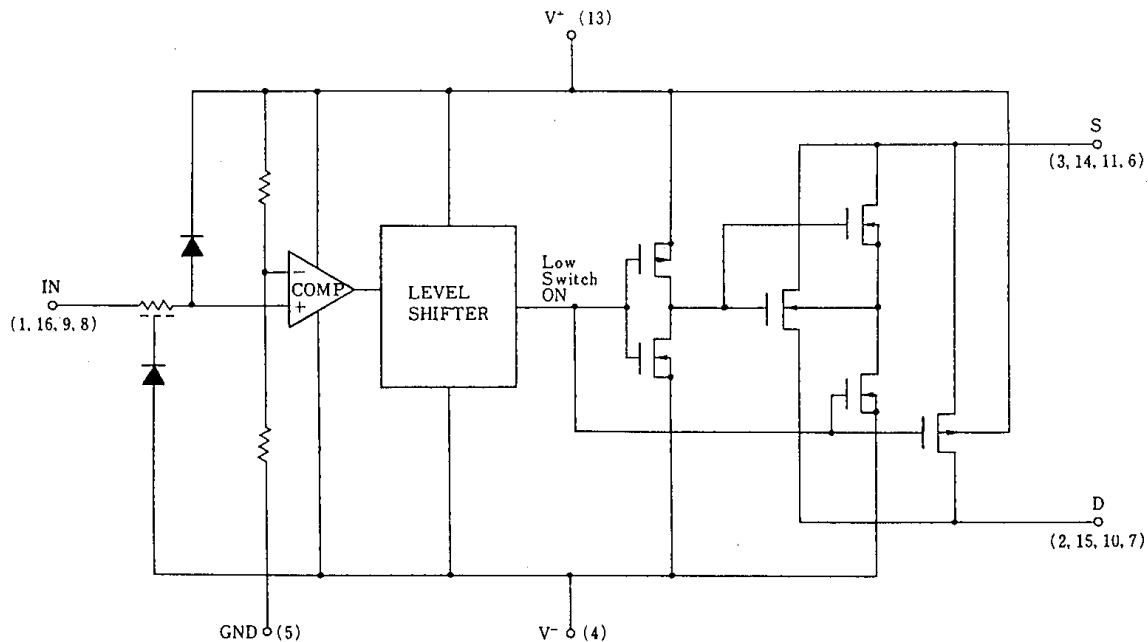 V⁺ (13)
S
(3, 14, 11, 6)
IN
(1, 16, 9, 8)
−
COMP
+
LEVEL
SHIFTER
Low
Switch
ON
D
(2, 15, 10, 7)
GND (5)
V⁻ (4)